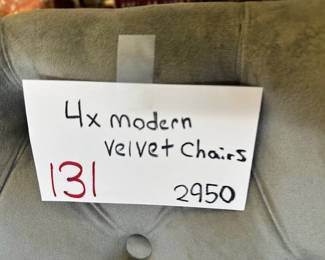 4x modern
velvet chairs
131 2950